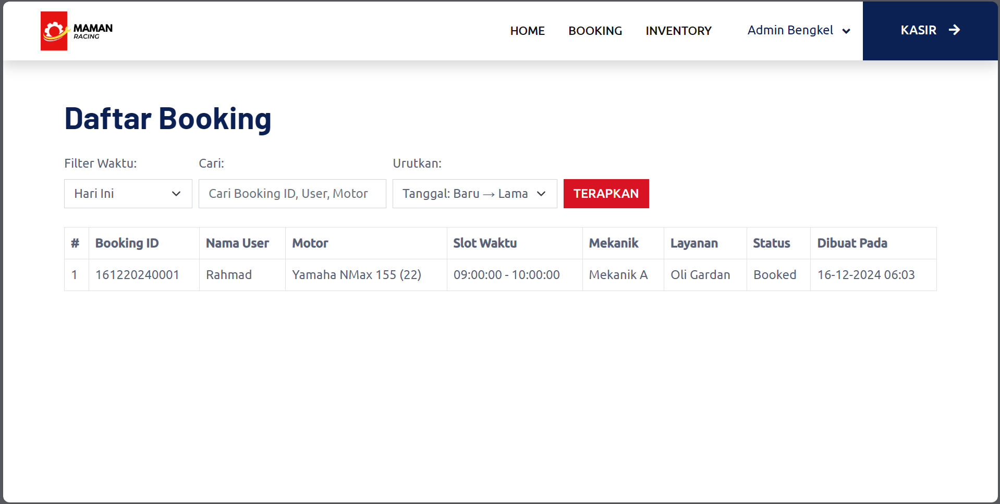 MAMAN
RACING
HOME BOOKING INVENTORY Admin Bengkel KASIR →
Daftar Booking
Filter Waktu: Cari: Urutkan:
Hari Ini Cari Booking ID, User, Motor Tanggal: Baru → Lama TERAPKAN
# Booking ID Nama User Motor Slot Waktu Mekanik Layanan Status Dibuat Pada
1 161220240001 Rahmad Yamaha NMax 155 (22) 09:00:00 - 10:00:00 Mekanik A Oli Gardan Booked 16-12-2024 06:03